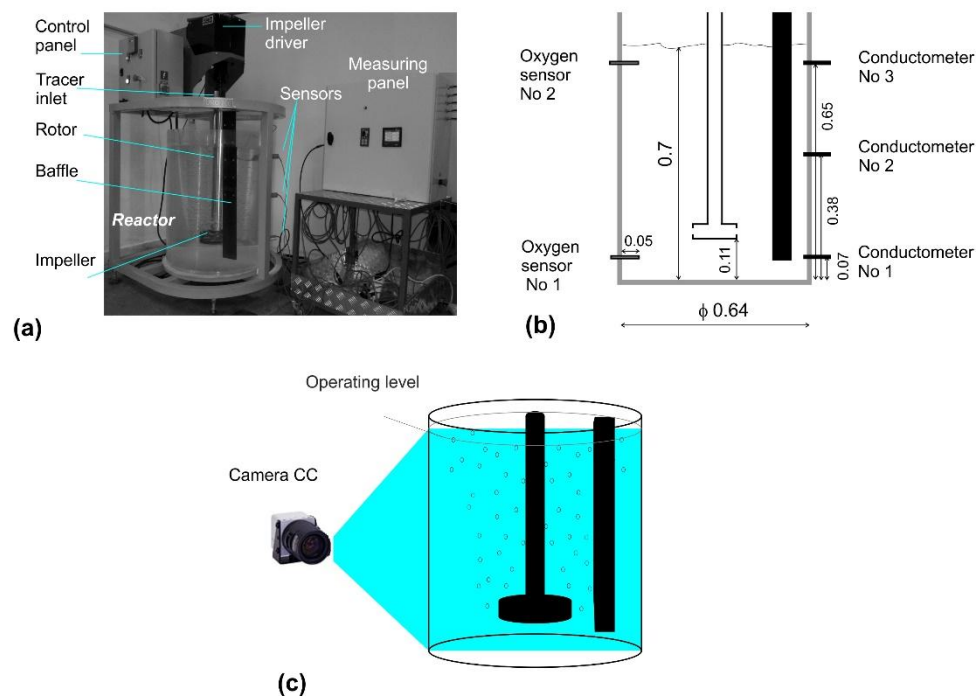 Control
panel
Impeller
driver
Tracer
inlet
Measuring
panel
Sensors
Rotor
Baffle
Reactor
Impeller
(a)
Oxygen
sensor
No 2
Conductometer
No 3
0.65
0.7
Conductometer
No 2
0.38
Oxygen
sensor
No 1
0.05
0.11
Conductometer
No 1
0.07
ϕ 0.64
(b)
Operating level
Camera CC
(c)